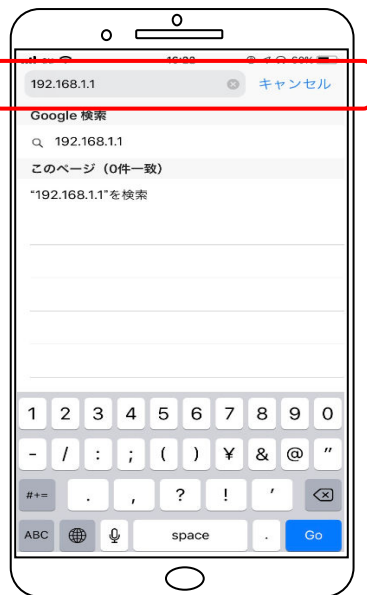 192.168.1.1 キャンセル
Google 検索
192.168.1.1
このページ（0件一致）
“192.168.1.1”を検索
1 2 3 4 5 6 7 8 9 0
- / : ; ( ) ¥ & @ "
#+= . , ? ! ’
ABC space . Go